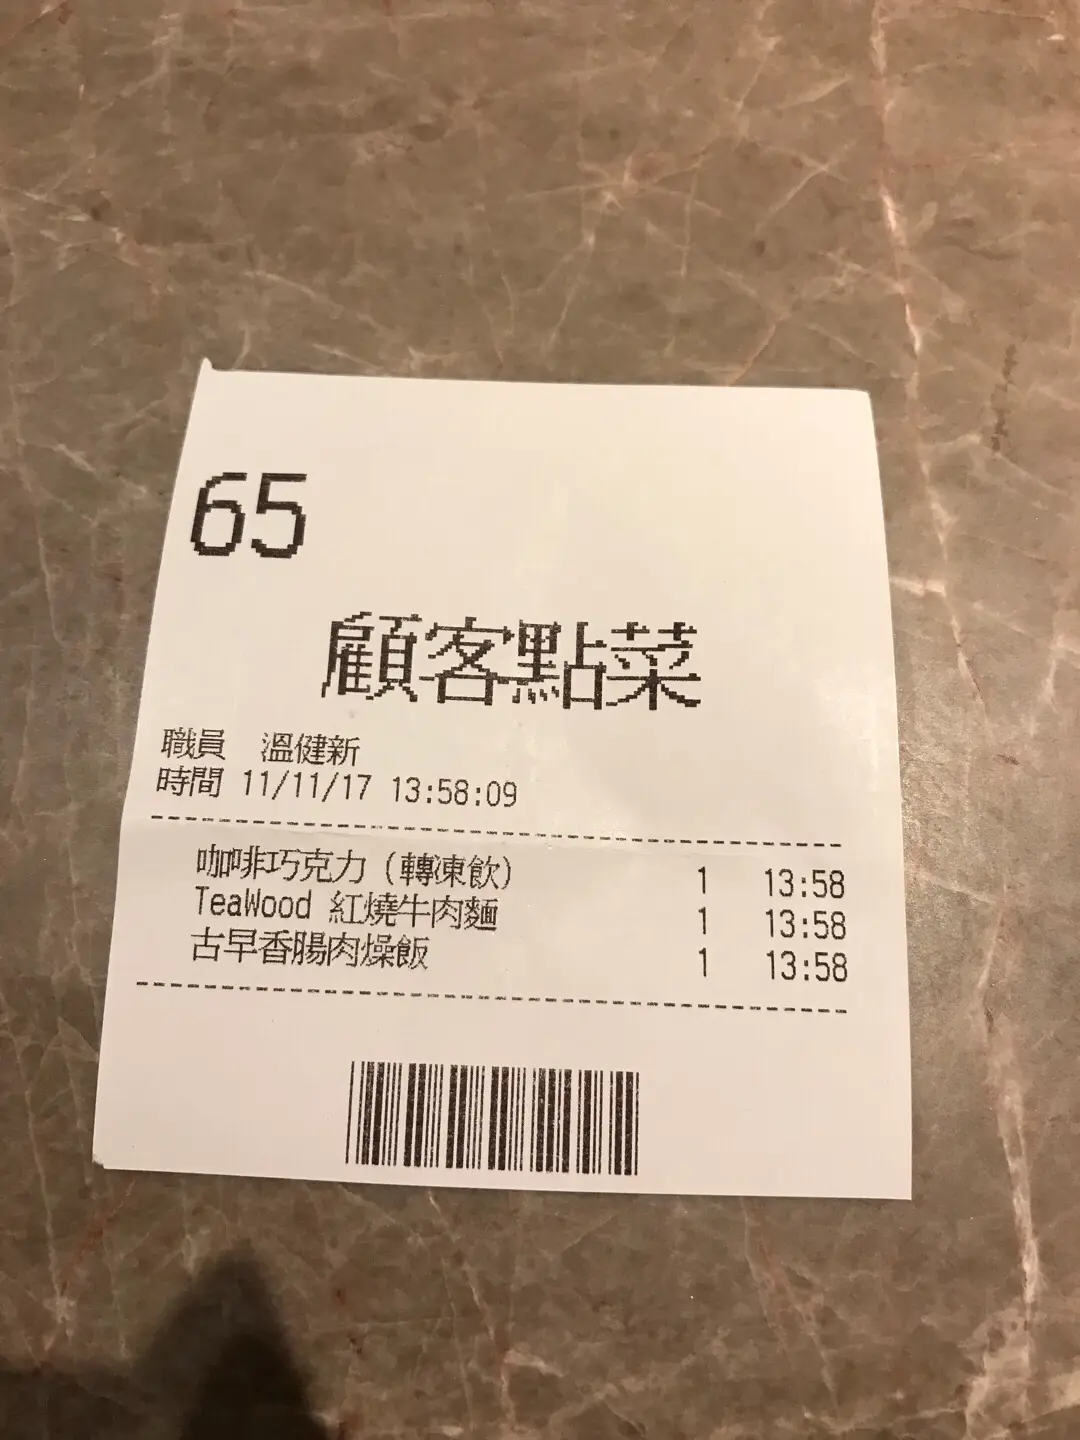 65
顧客點菜
職員 溫健新
時間 11/11/17 13:58:09
咖啡巧克力(轉凍飲) 1 13:58
TeaWood 紅燒牛肉麵 1 13:58
古早香腸肉燥飯 1 13:58